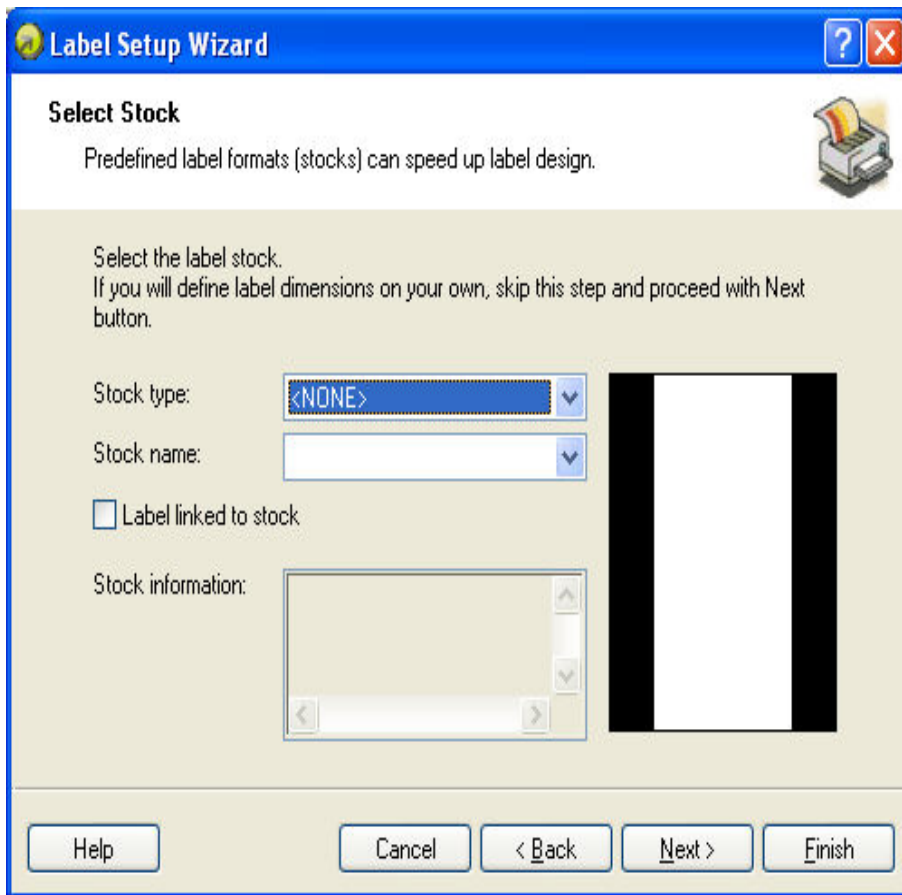 Label Setup Wizard
Select Stock
Predefined label formats (stocks) can speed up label design.
Select the label stock.
If you will define label dimensions on your own, skip this step and proceed with Next
button.
Stock type:
<NONE>
Stock name:
Label linked to stock
Stock information:
Help
Cancel
< Back
Next >
Finish